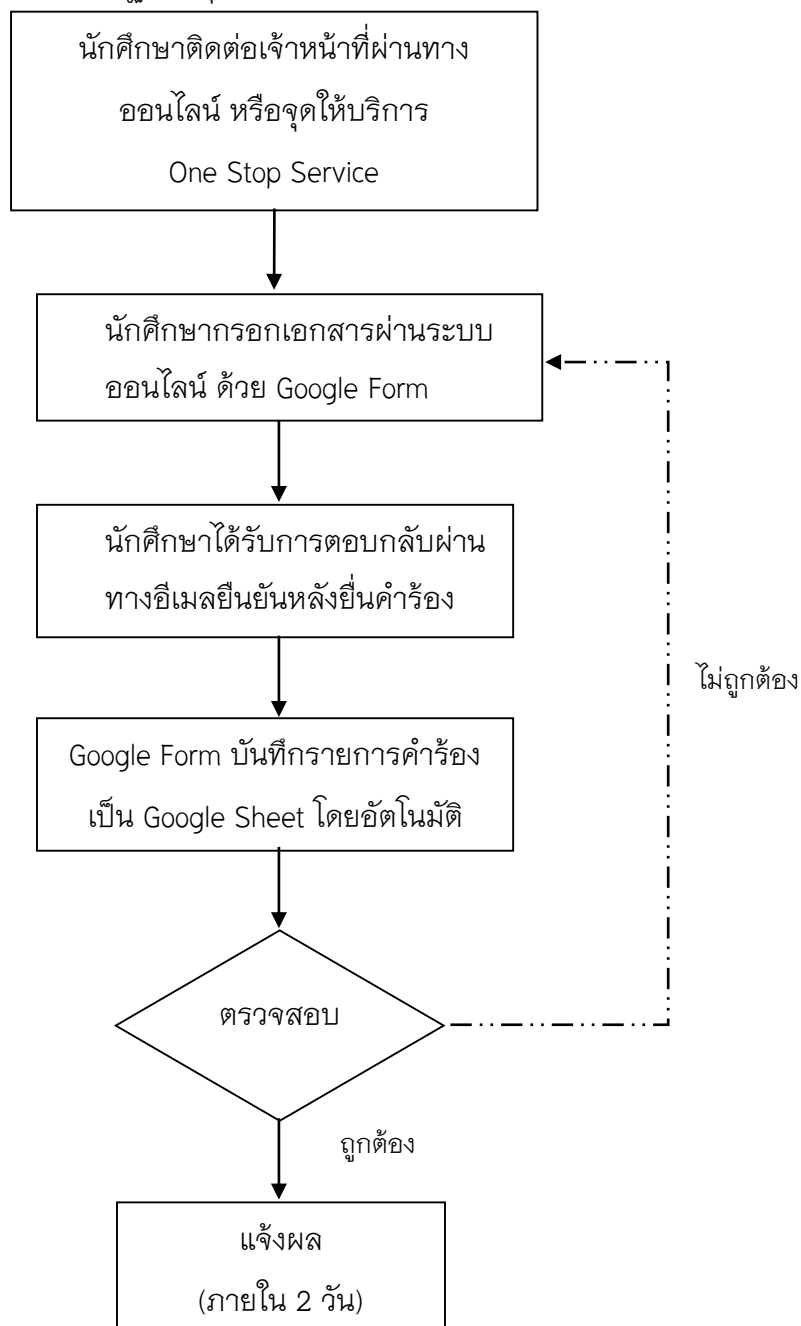 นักศึกษาติดต่อเจ้าหน้าที่ผ่านทาง
ออนไลน์ หรือจุดให้บริการ
One Stop Service
นักศึกษากรอกเอกสารผ่านระบบ
ออนไลน์ ด้วย Google Form
นักศึกษาได้รับการตอบกลับผ่าน
ทางอีเมลยืนยันหลังยื่นคำร้อง
ไม่ถูกต้อง
Google Form บันทึกรายการคำร้อง
เป็น Google Sheet โดยอัตโนมัติ
ตรวจสอบ
ถูกต้อง
แจ้งผล
(ภายใน 2 วัน)